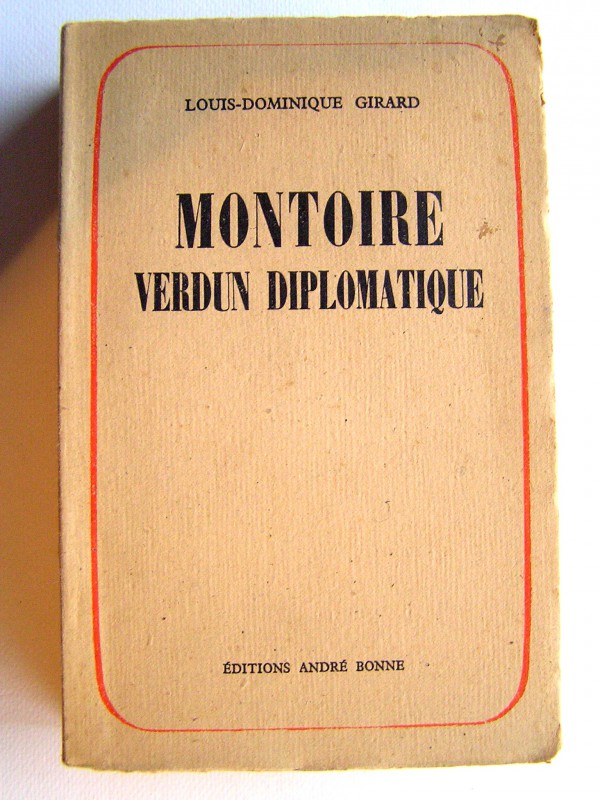 LOUIS-DOMINIQUE GIRARD
MONTOIRE
VERDUN DIPLOMATIQUE
ÉDITIONS ANDRÉ BONNE